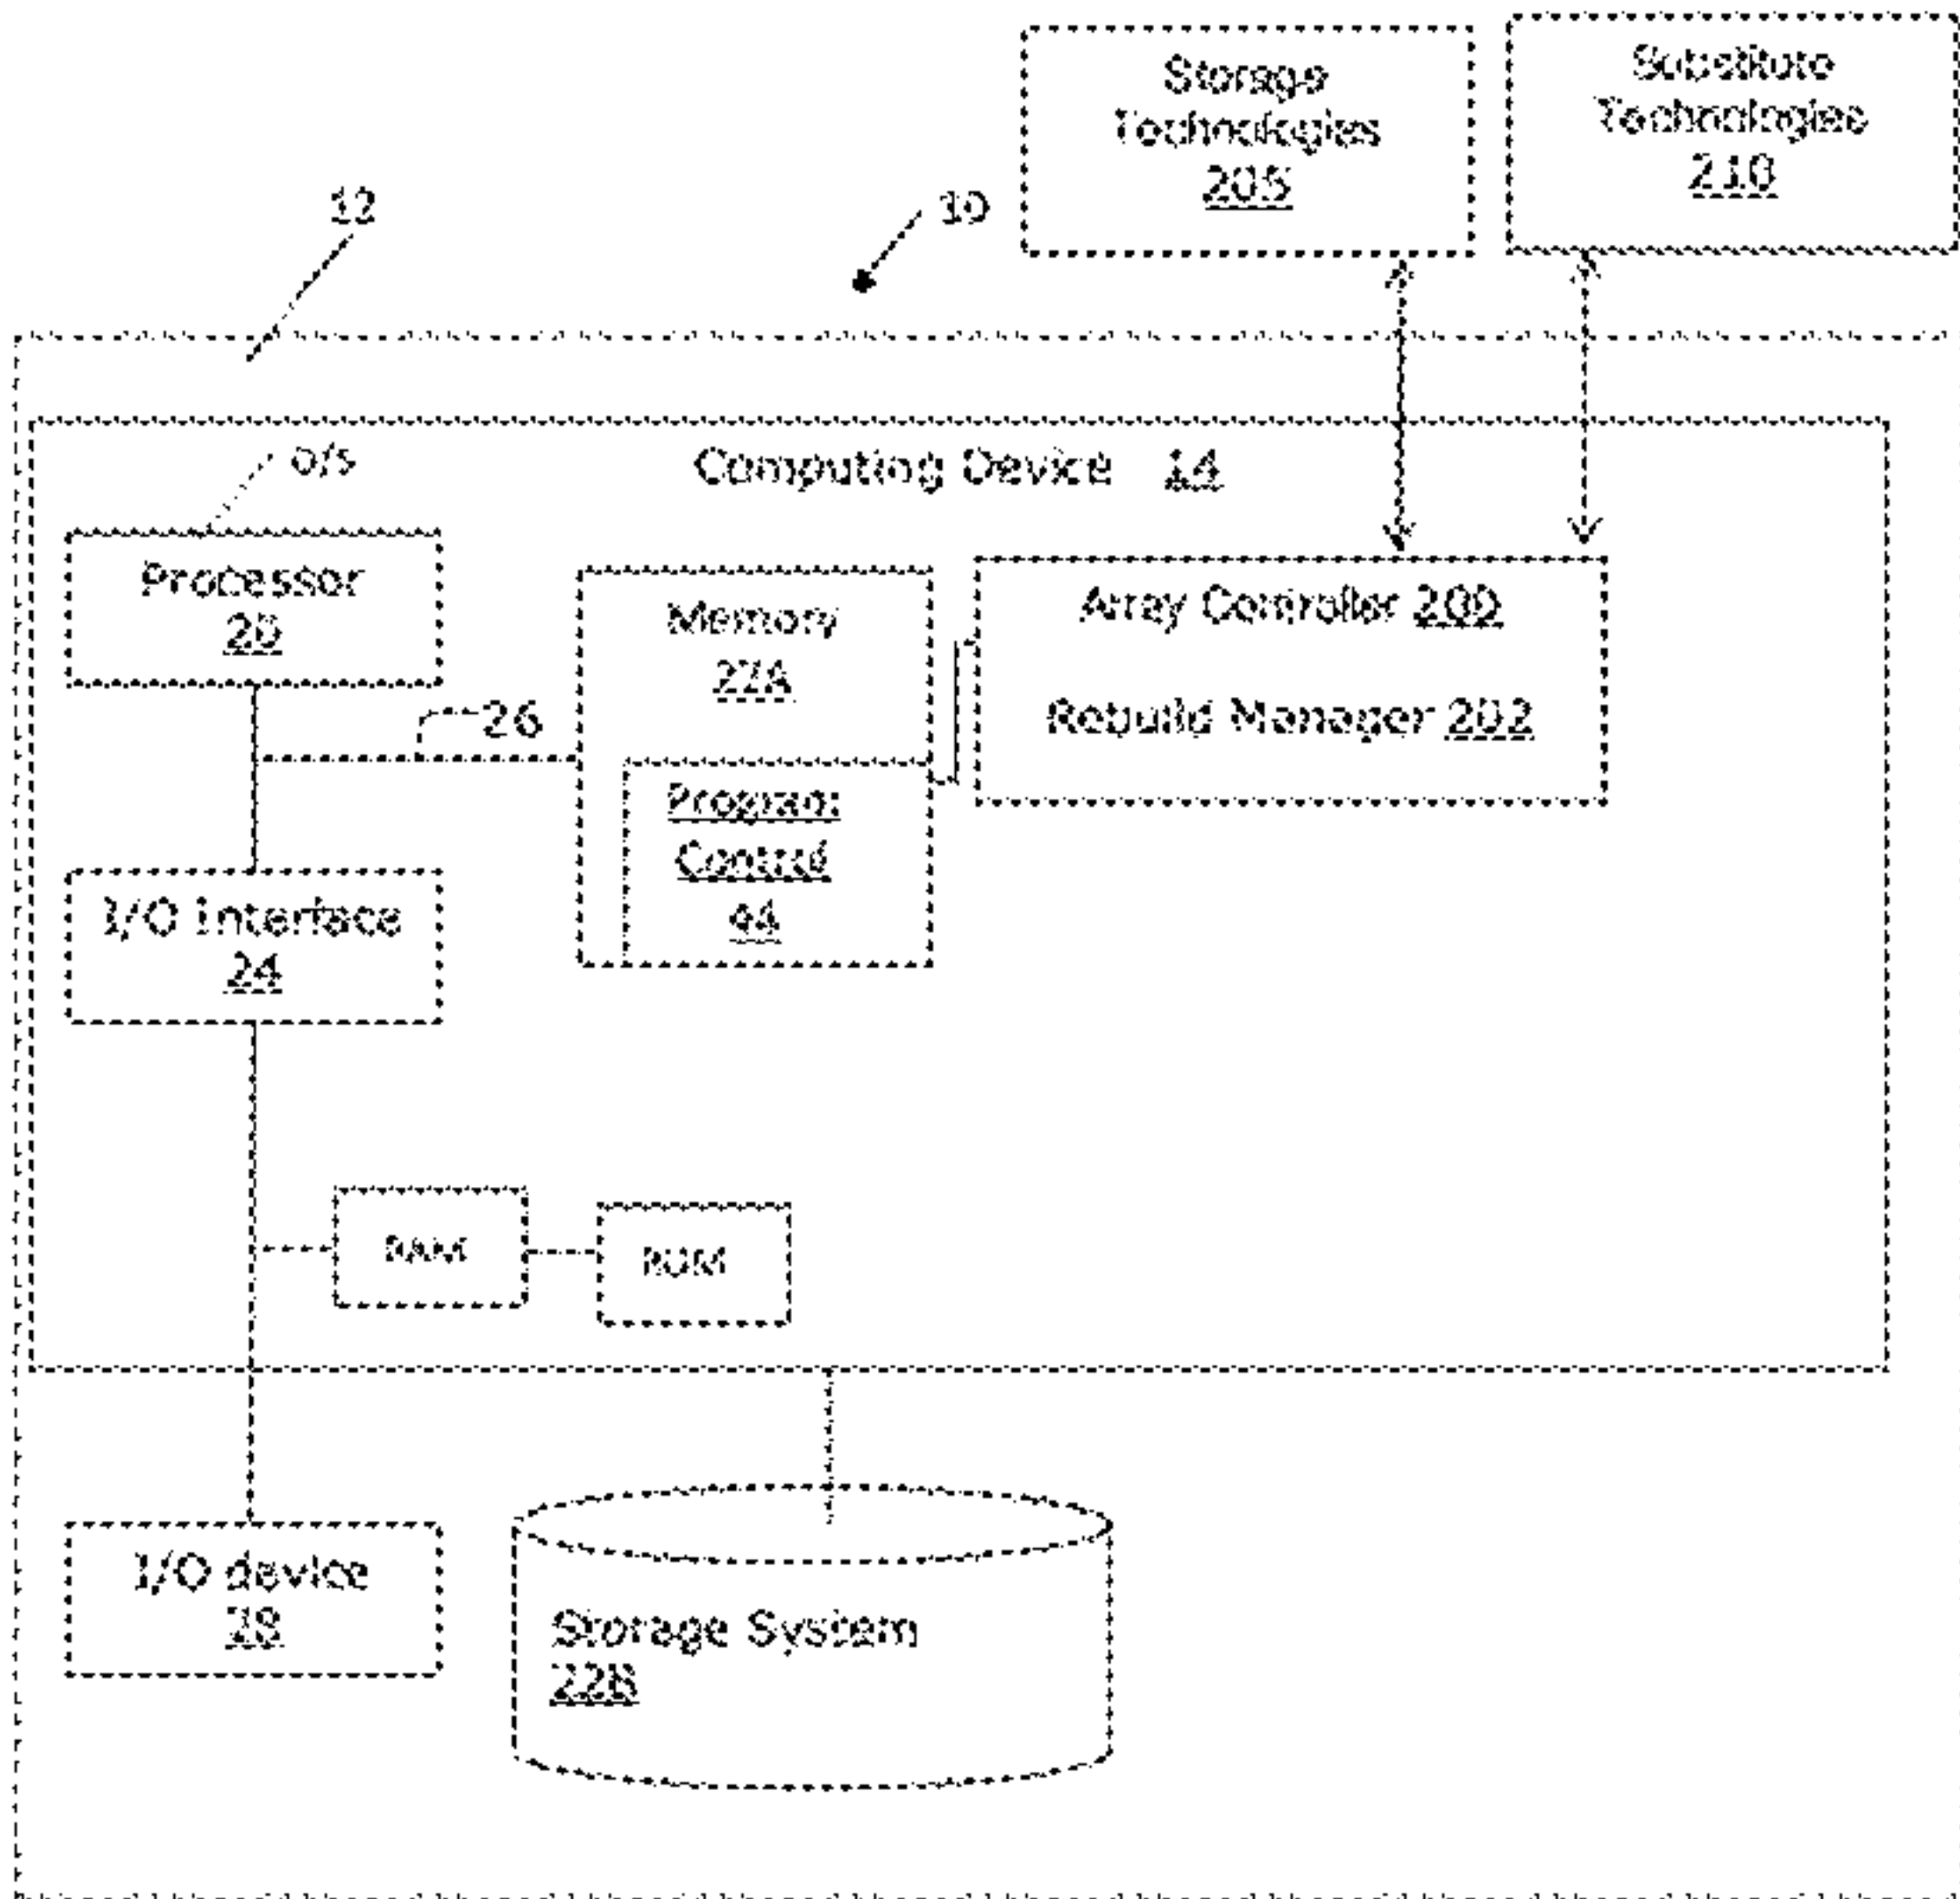 Storage
Technologies
205
Substitute
Technologies
210
12
10
O/S
Computing Device 14
Processor
20
Memory
22A
Array Controller 200
Rebuild Manager 202
26
Program
Control
44
I/O Interface
24
RAM
ROM
I/O device
28
Storage System
22B